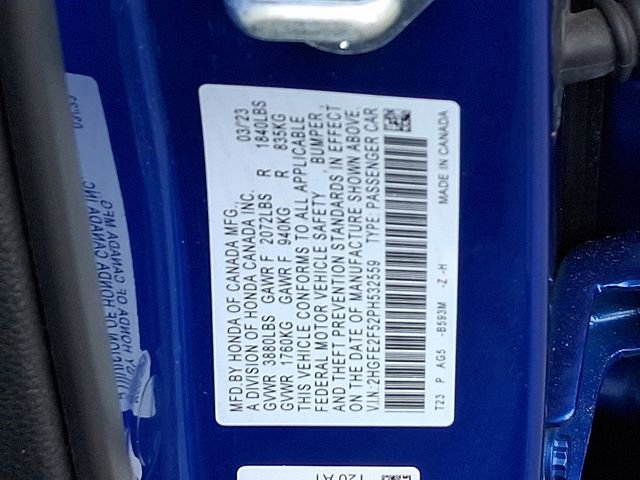 MFD.BY HONDA OF CANADA MFG., 03/23
A DIVISION OF HONDA CANADA INC.
GVWR 3880LBS GAWR F 2072LBS R 1840LBS
GVWR 1760KG GAWR F 940KG R 835KG
THIS VEHICLE CONFORMS TO ALL APPLICABLE
FEDERAL MOTOR VEHICLE SAFETY , BUMPER,
AND THEFT PREVENTION STANDARDS IN EFFECT
ON THE DATE OF MANUFACTURE SHOWN ABOVE.
V.I.N.:2HGFE2F52PH532559 TYPE:PASSENGER CAR
T23 P AG5 -B593M -Z -H MADE IN CANADA
120 A1